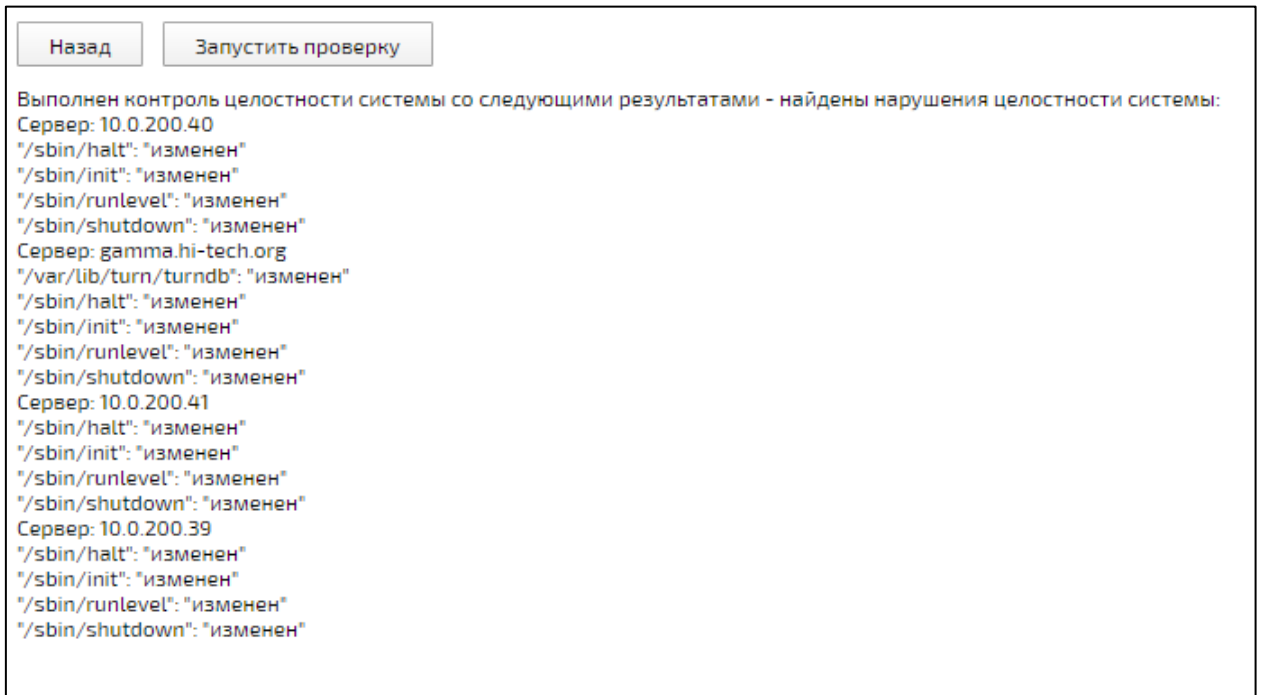 Назад
Запустить проверку
Выполнен контроль целостности системы со следующими результатами - найдены нарушения целостности системы:
Сервер: 10.0.200.40
"/sbin/halt": "изменен"
"/sbin/init": "изменен"
"/sbin/runlevel": "изменен"
"/sbin/shutdown": "изменен"
Сервер: gamma.hi-tech.org
"/var/lib/turn/turndb": "изменен"
"/sbin/halt": "изменен"
"/sbin/init": "изменен"
"/sbin/runlevel": "изменен"
"/sbin/shutdown": "изменен"
Сервер: 10.0.200.41
"/sbin/halt": "изменен"
"/sbin/init": "изменен"
"/sbin/runlevel": "изменен"
"/sbin/shutdown": "изменен"
Сервер: 10.0.200.39
"/sbin/halt": "изменен"
"/sbin/init": "изменен"
"/sbin/runlevel": "изменен"
"/sbin/shutdown": "изменен"